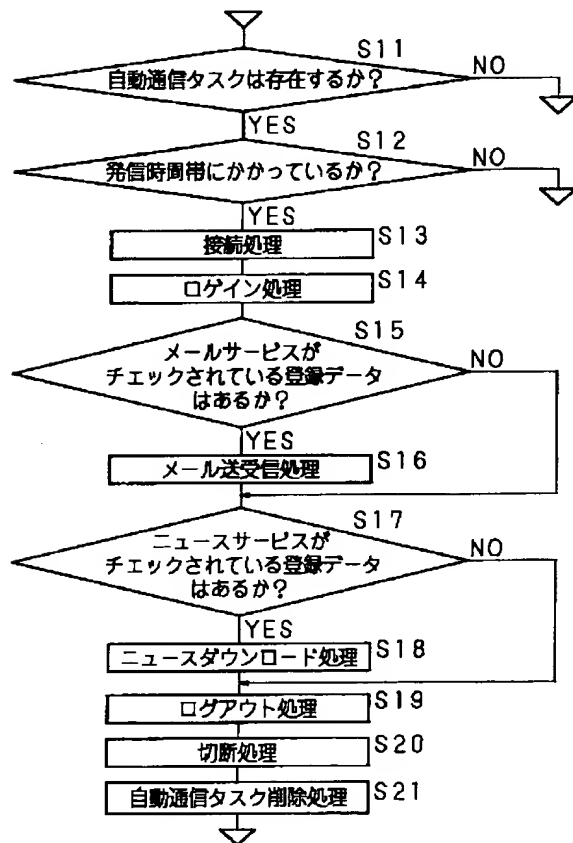 S11
自動通信タスクは存在するか?
NO
YES
S12
発信時間帯にかかっているか?
NO
YES
接続処理
S13
ロゲイン処理
S14
S15
メールサービスが
チェックされている登録データ
はあるか?
NO
YES
メール送受信処理
S16
S17
ニュースサービスが
チェックされている登録データ
はあるか?
NO
YES
ニュースダウンロード処理
S18
ログアウト処理
S19
切断処理
S20
自動通信タスク削除処理
S21